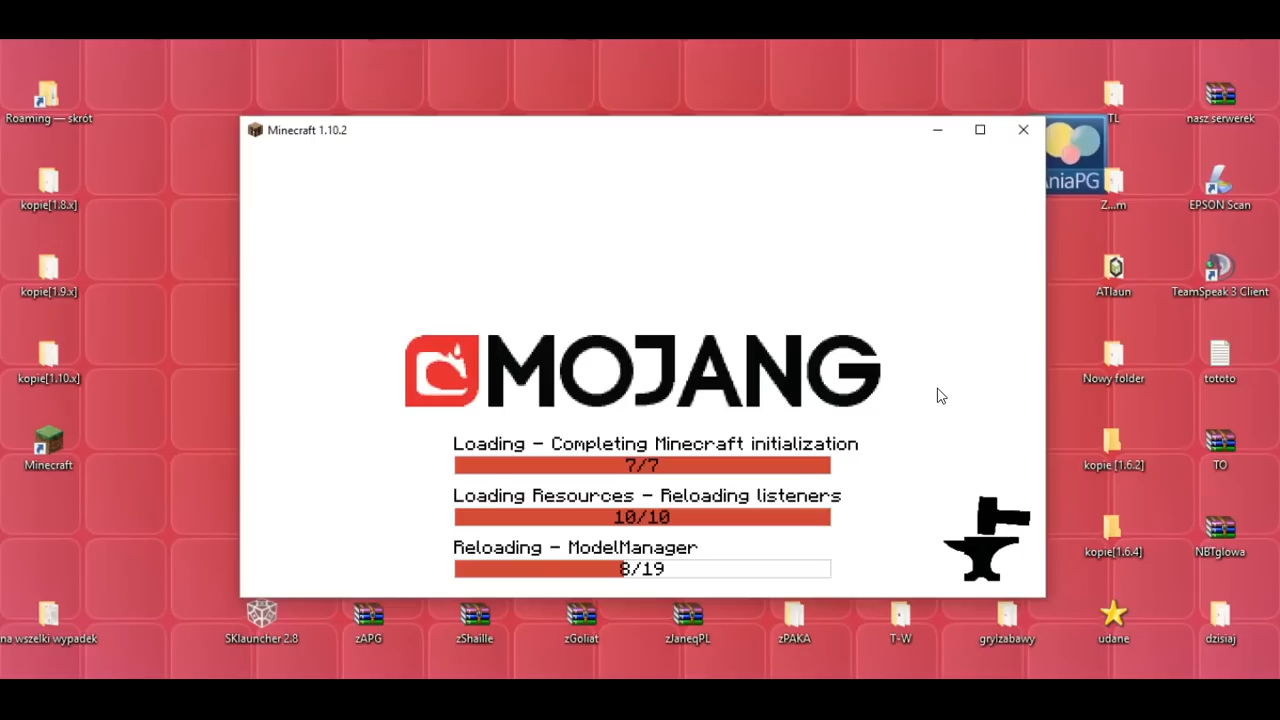 Minecraft 1.10.2
MOJANG
Loading - Completing Minecraft initialization
7/7
Loading Resources - Reloading listeners
10/10
Reloading - ModelManager
8/19
Roaming — skrót
kopie[1.8.x]
kopie[1.9.x]
kopie[1.10.x]
Minecraft
na wszelki wypadek
SKlauncher 2.8
zAPG
zShaille
zGoliat
zJaneqPL
zPAKA
T-W
gryIzabawy
udane
dzisiaj
TL
nasz serwerek
niaPG
Z...m
EPSON Scan
ATlaun
TeamSpeak 3 Client
Nowy folder
tototo
kopie [1.6.2]
TO
kopie[1.6.4]
NBTglowa